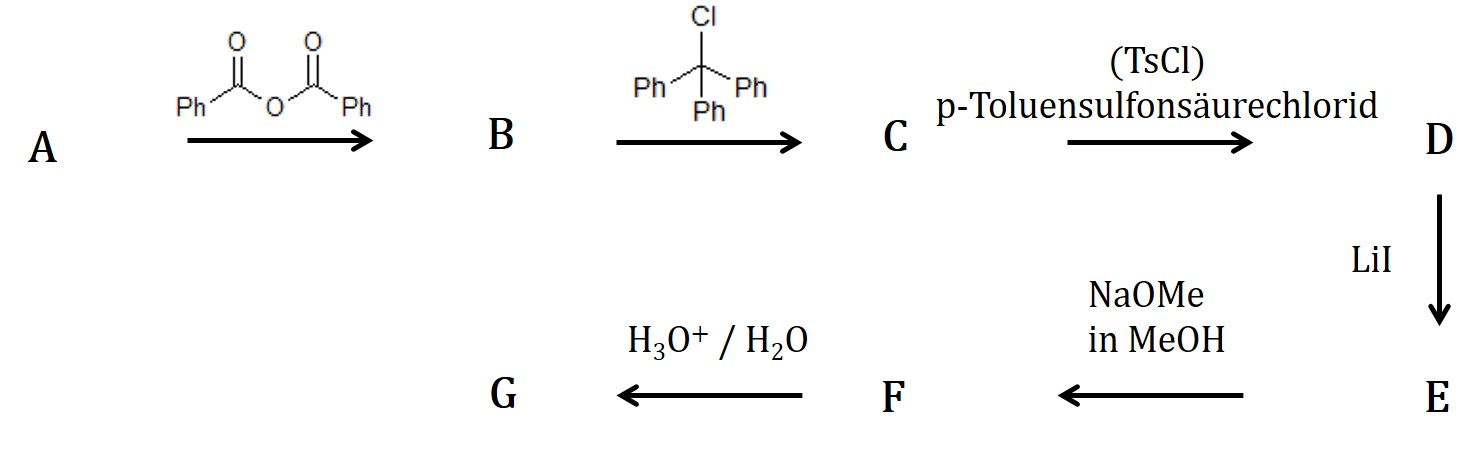 O O
Ph O Ph
Cl
Ph Ph
Ph
(TsCl)
p-Toluensulfonsäurechlorid
A B C D
LiI
NaOMe
in MeOH
H₃O⁺ / H₂O
G F E